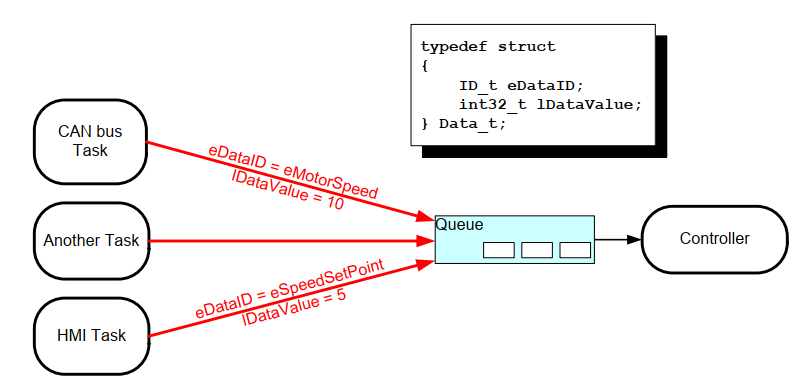 typedef struct
{
ID_t eDataID;
int32_t lDataValue;
} Data_t;
CAN bus
Task
eDataID = eMotorSpeed
lDataValue = 10
Another Task
Queue
Controller
eDataID = eSpeedSetPoint
lDataValue = 5
HMI Task